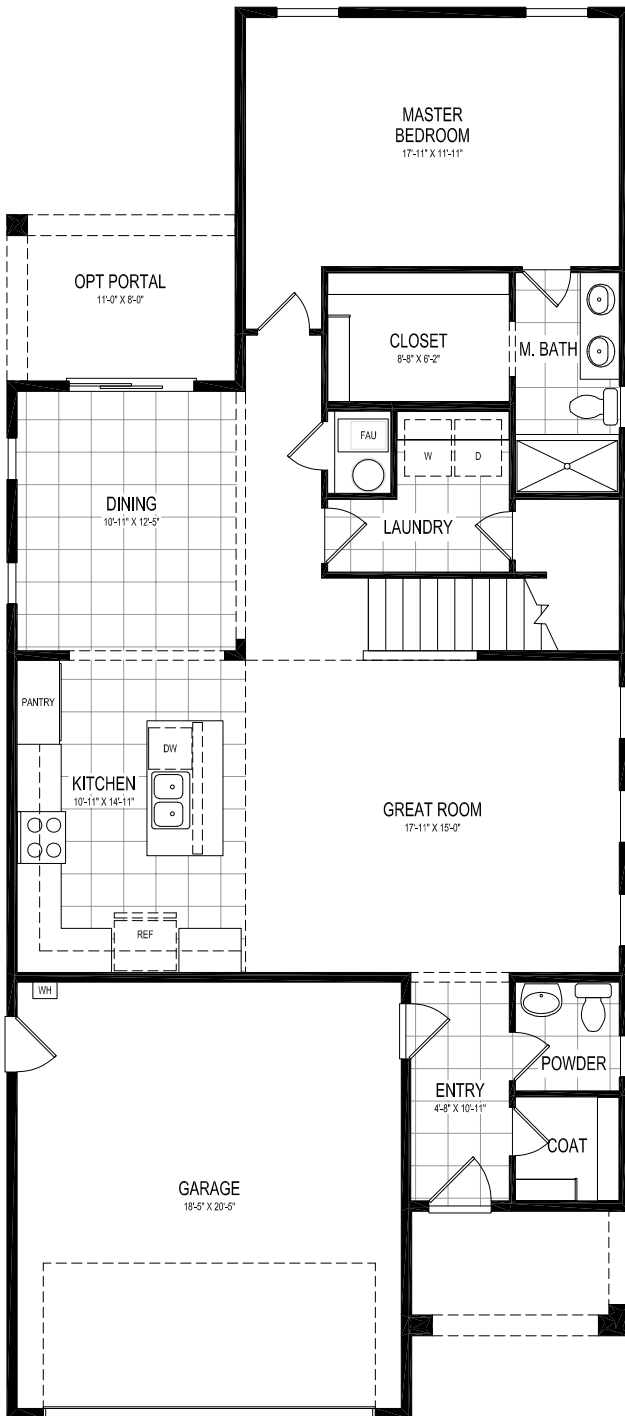 MASTER
BEDROOM
17'-11" X 11'-11"
OPT PORTAL
11'-0" X 8'-0"
CLOSET
8'-8" X 6'-2"
M. BATH
FAU
W
D
DINING
10'-11" X 12'-5"
LAUNDRY
PANTRY
DW
KITCHEN
10'-11" X 14'-11"
GREAT ROOM
17'-11" X 15'-0"
REF
WH
POWDER
ENTRY
4'-8" X 10'-11"
COAT
GARAGE
18'-5" X 20'-5"